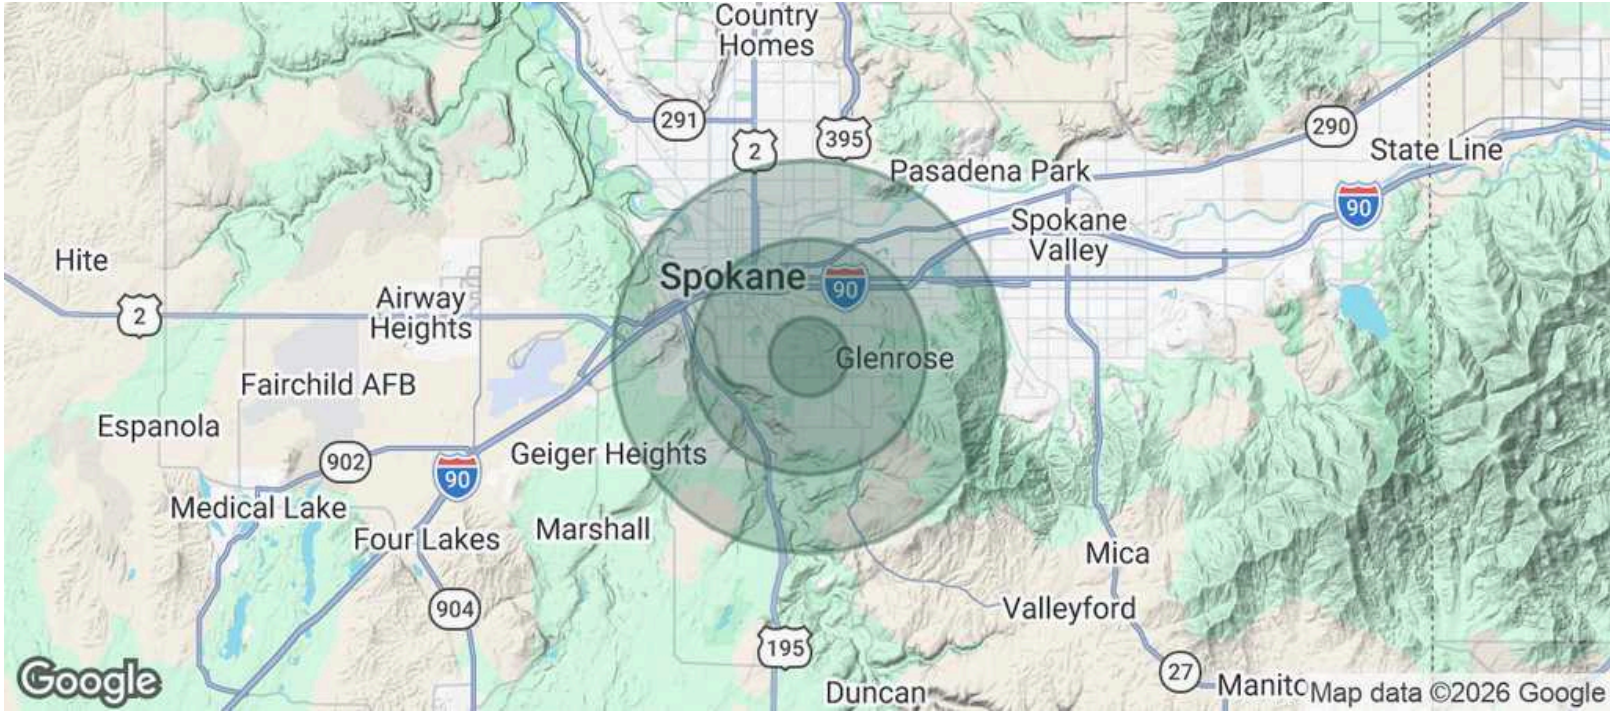 Country
Homes
291
2
395
290
State Line
Pasadena Park
90
Spokane
Valley
Hite
Spokane
90
Airway
Heights
2
Glenrose
Fairchild AFB
Espanola
902
Geiger Heights
90
Medical Lake
Marshall
Four Lakes
Mica
904
Valleyford
195
27
Google
Duncan
Manito
Map data ©2026 Google